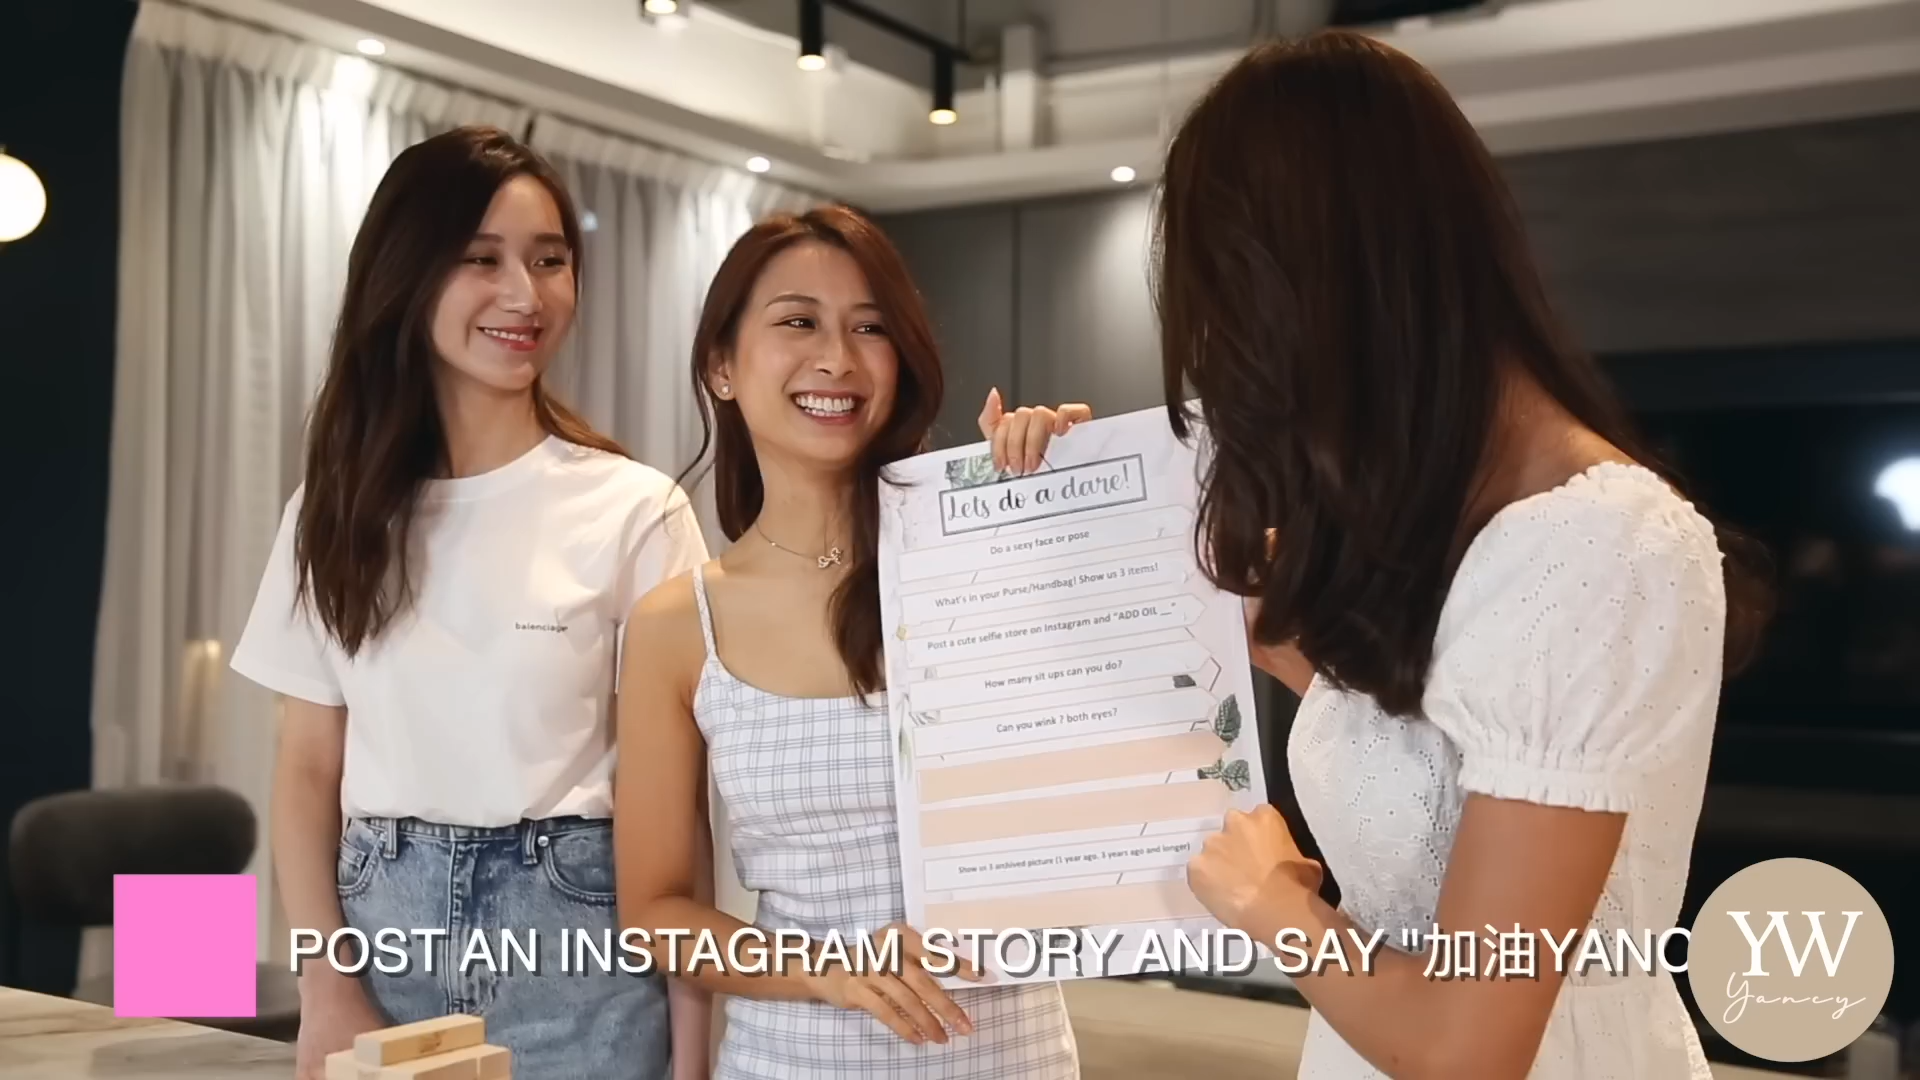 Lets do a dare!
Do a sexy face or pose
What's in your Purse/Handbag! Show us 3 items!
Post a cute selfie store on Instagram and "ADD OIL __"
How many sit ups can you do?
Can you wink ? both eyes?
Show us 3 archived picture (1 year ago, 3 years ago and longer)
balenciaga
POST AN INSTAGRAM STORY AND SAY "加油YANC
YW
Yancy